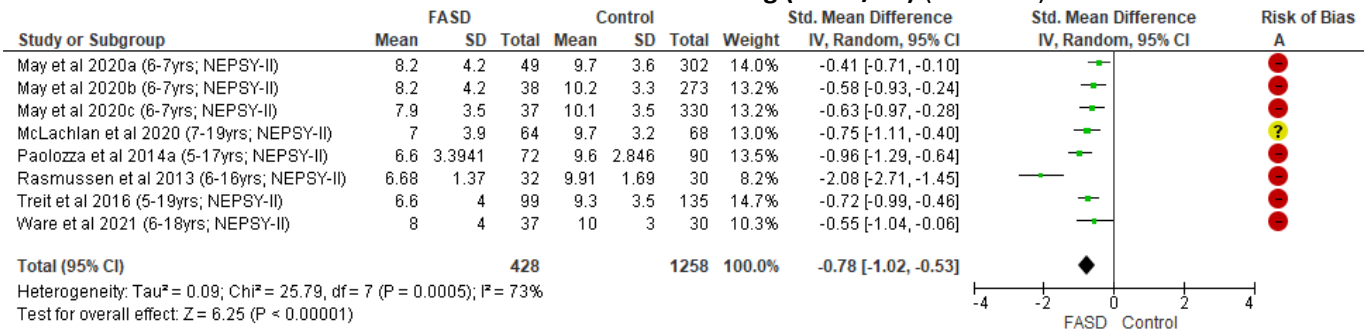 FASD Control Std. Mean Difference Std. Mean Difference Risk of Bias
Study or Subgroup Mean SD Total Mean SD Total Weight IV, Random, 95% CI IV, Random, 95% CI A
May et al 2020a (6-7yrs; NEPSY-II) 8.2 4.2 49 9.7 3.6 302 14.0% -0.41 [-0.71, -0.10]
May et al 2020b (6-7yrs; NEPSY-II) 8.2 4.2 38 10.2 3.3 273 13.2% -0.58 [-0.93, -0.24]
May et al 2020c (6-7yrs; NEPSY-II) 7.9 3.5 37 10.1 3.5 330 13.2% -0.63 [-0.97, -0.28]
McLachlan et al 2020 (7-19yrs; NEPSY-II) 7 3.9 64 9.7 3.2 68 13.0% -0.75 [-1.11, -0.40] ?
Paolozza et al 2014a (5-17yrs; NEPSY-II) 6.6 3.3941 72 9.6 2.846 90 13.5% -0.96 [-1.29, -0.64]
Rasmussen et al 2013 (6-16yrs; NEPSY-II) 6.68 1.37 32 9.91 1.69 30 8.2% -2.08 [-2.71, -1.45]
Treit et al 2016 (5-19yrs; NEPSY-II) 6.6 4 99 9.3 3.5 135 14.7% -0.72 [-0.99, -0.46]
Ware et al 2021 (6-18yrs; NEPSY-II) 8 4 37 10 3 30 10.3% -0.55 [-1.04, -0.06]
Total (95% CI) 428 1258 100.0% -0.78 [-1.02, -0.53]
Heterogeneity: Tau² = 0.09; Chi² = 25.79, df = 7 (P = 0.0005); I² = 73%
Test for overall effect: Z = 6.25 (P < 0.00001)
-4 -2 0 2 4
FASD Control